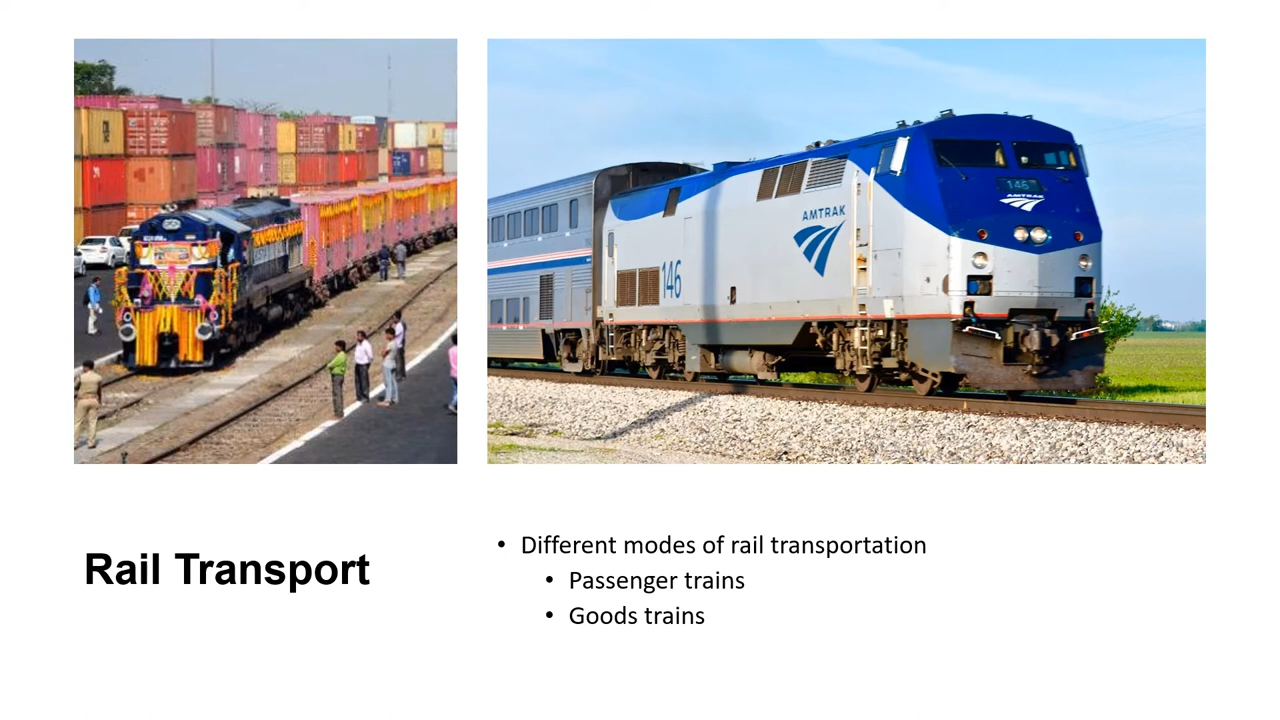 AMTRAK
146
146
AMTRAK
Rail Transport
• Different modes of rail transportation
• Passenger trains
• Goods trains